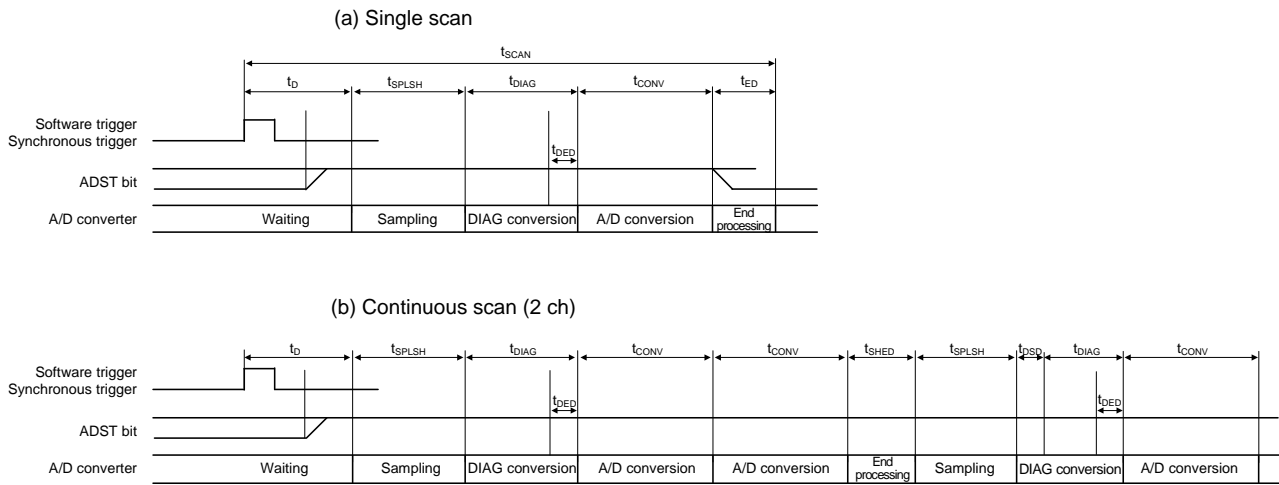 (a) Single scan
tSCAN
tD tSPLSH tDIAG tCONV tED
Software trigger
Synchronous trigger
tDED
ADST bit
A/D converter Waiting Sampling DIAG conversion A/D conversion End processing
(b) Continuous scan (2 ch)
tD tSPLSH tDIAG tCONV tCONV tSHED tSPLSH tDSD tDIAG tCONV
Software trigger
Synchronous trigger
tDED tDED
ADST bit
A/D converter Waiting Sampling DIAG conversion A/D conversion A/D conversion End processing Sampling DIAG conversion A/D conversion